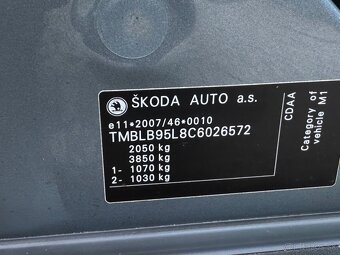 ŠKODA AUTO a.s.
e11*2007/46*0010
TMBLB95L8C6026572
2050 kg
3850 kg
1- 1070 kg
2- 1030 kg
CDAA
Category of
vehicle M1